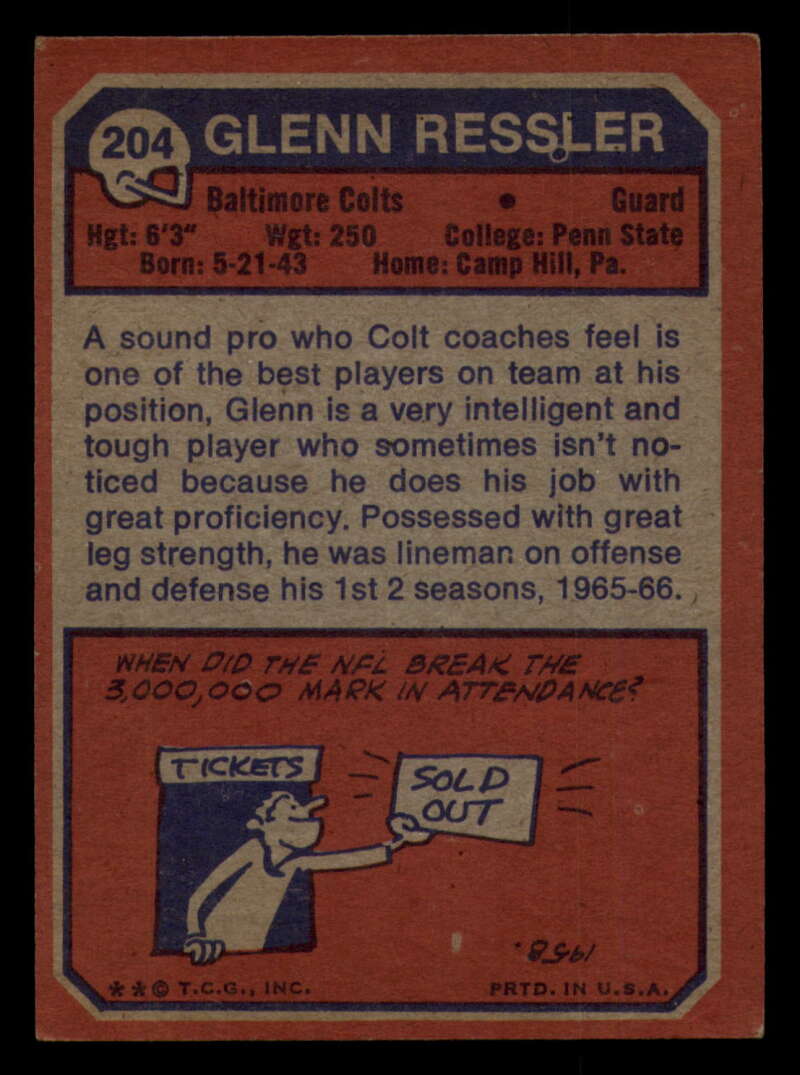 204 GLENN RESSLER
Baltimore Colts • Guard
Hgt: 6'3" Wgt: 250 College: Penn State
Born: 5-21-43 Home: Camp Hill, Pa.
A sound pro who Colt coaches feel is
one of the best players on team at his
position, Glenn is a very intelligent and
tough player who sometimes isn't no-
ticed because he does his job with
great proficiency. Possessed with great
leg strength, he was lineman on offense
and defense his 1st 2 seasons, 1965-66.
WHEN DID THE NFL BREAK THE
3,000,000 MARK IN ATTENDANCE?
TICKETS
SOLD
OUT
1958.
**© T.C.G., INC. PRTD. IN U.S.A.